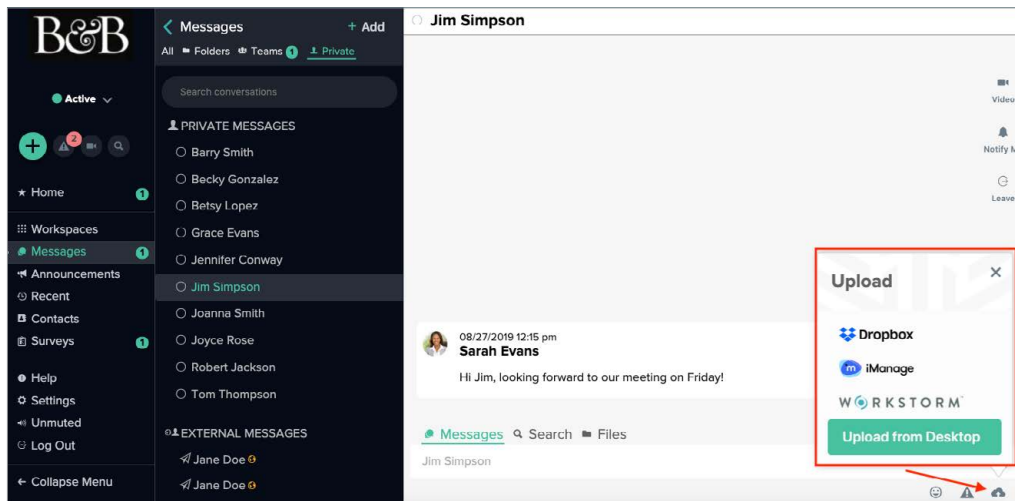 B&B
Active
2
Home 1
Workspaces
Messages 1
Announcements
Recent
Contacts
Surveys 1
Help
Settings
Unmuted
Log Out
Collapse Menu
Messages + Add
All Folders Teams 1 Private
Search conversations
PRIVATE MESSAGES
Barry Smith
Becky Gonzalez
Betsy Lopez
Grace Evans
Jennifer Conway
Jim Simpson
Joanna Smith
Joyce Rose
Robert Jackson
Tom Thompson
EXTERNAL MESSAGES
Jane Doe
Jane Doe
Jim Simpson
Video
Notify M
Leave
08/27/2019 12:15 pm
Sarah Evans
Hi Jim, looking forward to our meeting on Friday!
Messages Search Files
Jim Simpson
Upload
Dropbox
m iManage
WORKSTORM
Upload from Desktop